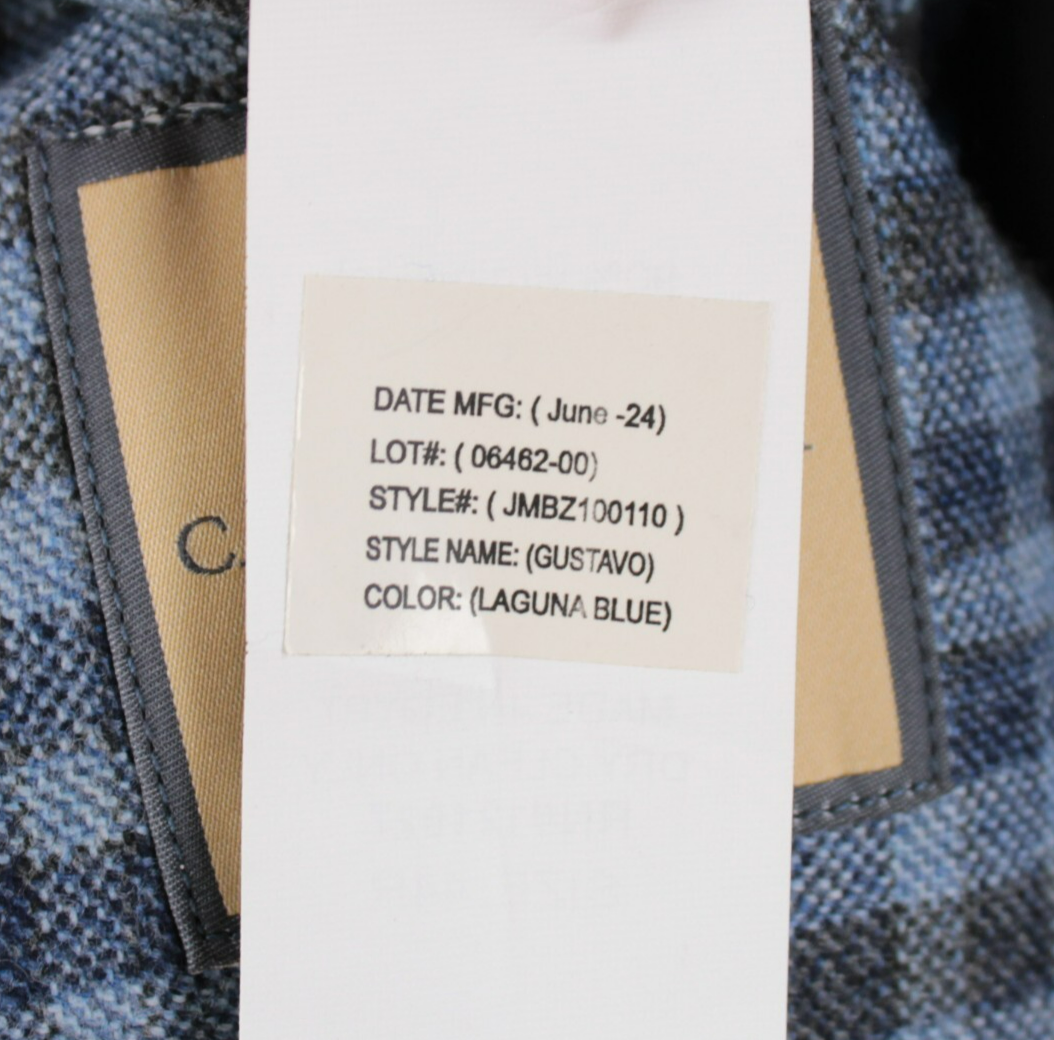 DATE MFG: ( June -24)
LOT#: ( 06462-00)
STYLE#: ( JMBZ100110 )
STYLE NAME: (GUSTAVO)
COLOR: (LAGUNA BLUE)
C